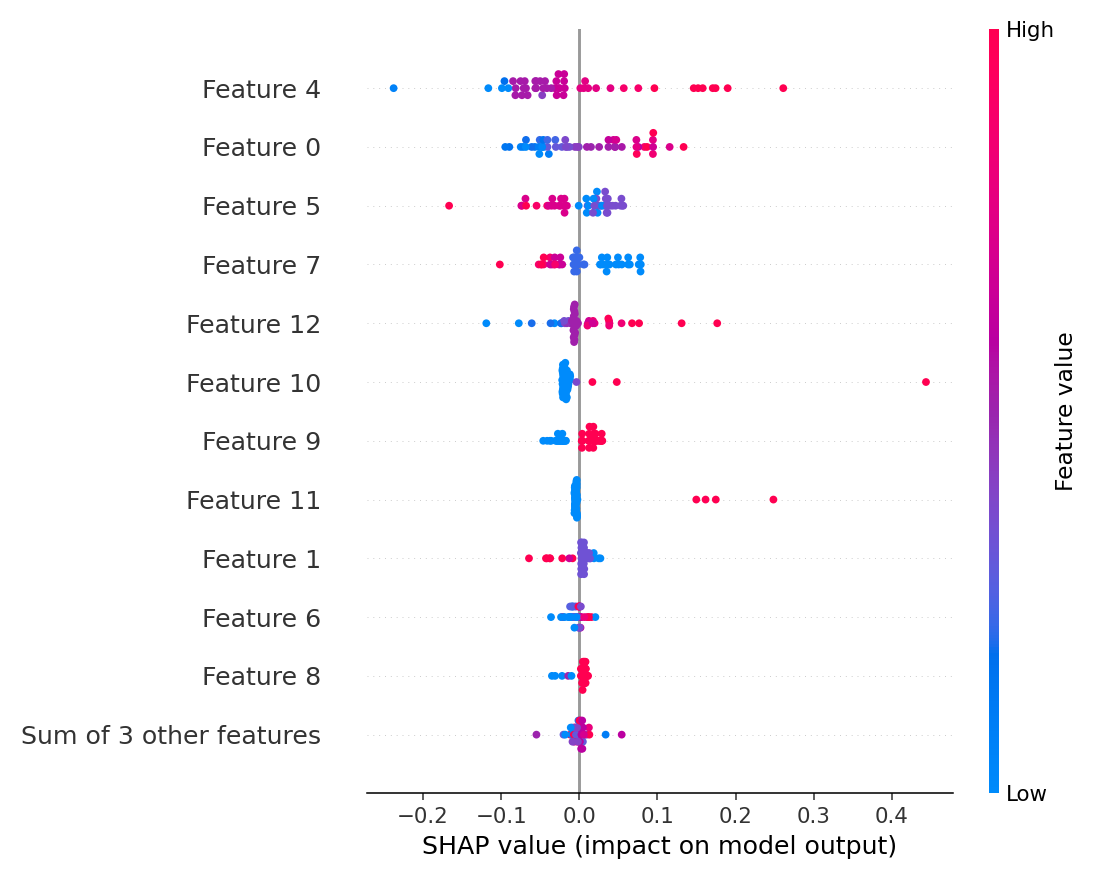 High
Feature 4
Feature 0
Feature 5
Feature 7
Feature 12
Feature 10
Feature 9
Feature 11
Feature 1
Feature 6
Feature 8
Sum of 3 other features
Feature value
Low
−0.2 −0.1 0.0 0.1 0.2 0.3 0.4
SHAP value (impact on model output)